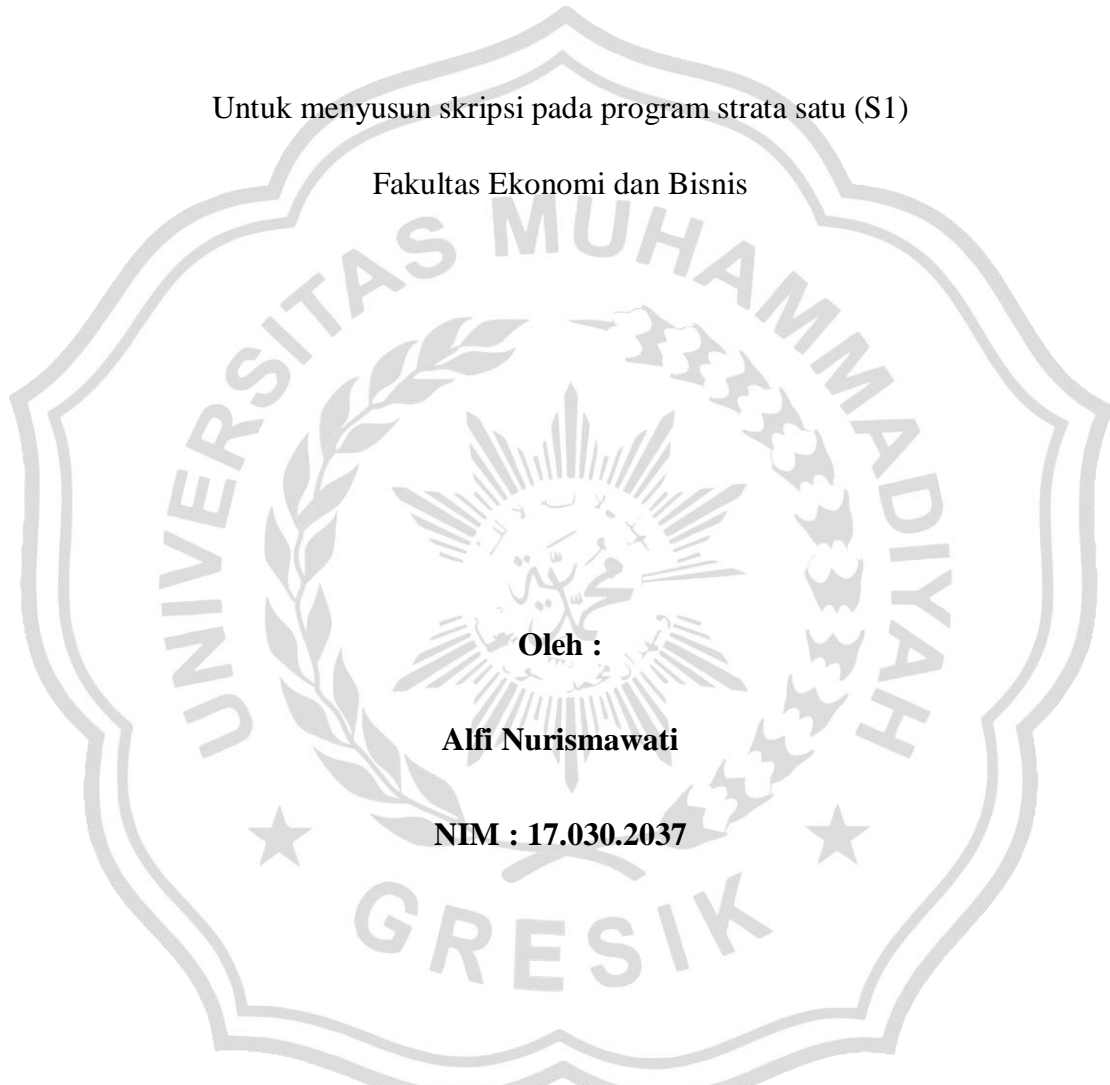 Untuk menyusun skripsi pada program strata satu (S1)
Fakultas Ekonomi dan Bisnis
UNIVERSITAS MUHAMMADIYAH
محمدية
Oleh :
Alfi Nurismawati
NIM : 17.030.2037
GRESIK